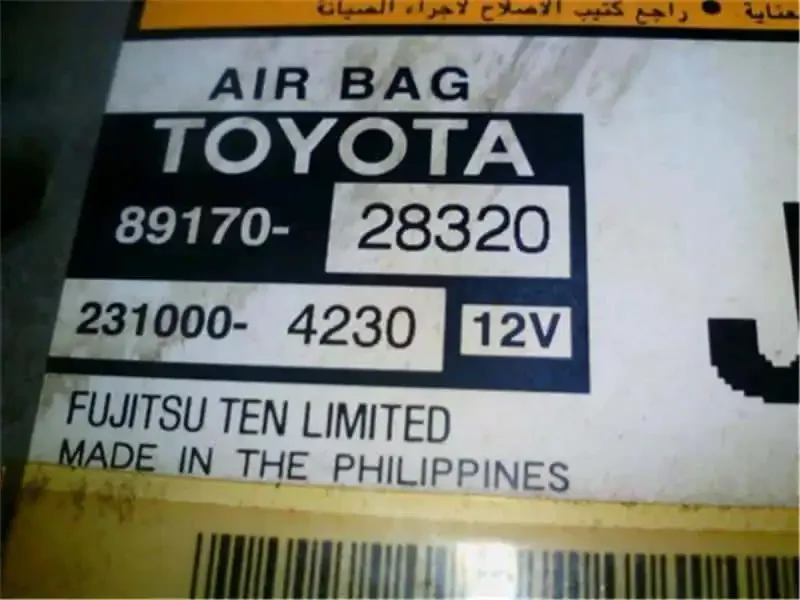 عناية ● راجع كتيب الاصلاح لاجراء الصيانة
AIR BAG
TOYOTA
89170- 28320
231000- 4230 12V
FUJITSU TEN LIMITED
MADE IN THE PHILIPPINES